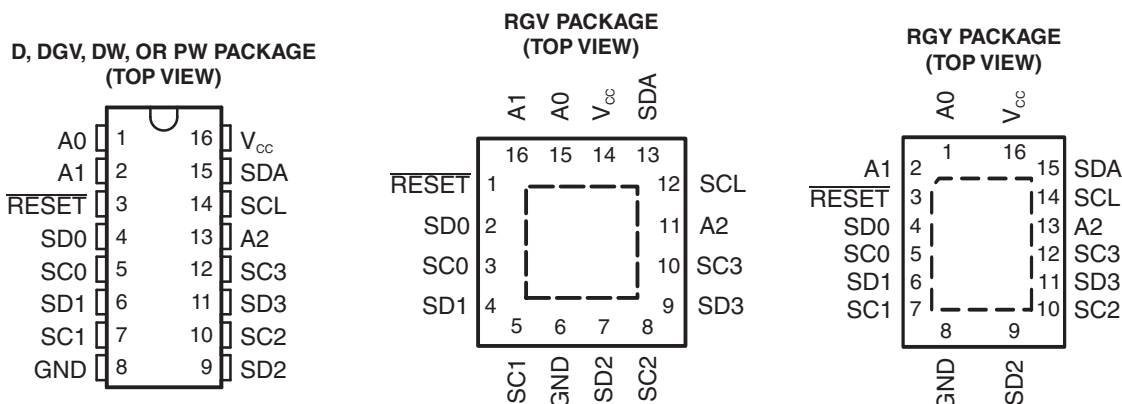 D, DGV, DW, OR PW PACKAGE
(TOP VIEW)
A0 1 16 VCC
A1 2 15 SDA
RESET 3 14 SCL
SD0 4 13 A2
SC0 5 12 SC3
SD1 6 11 SD3
SC1 7 10 SC2
GND 8 9 SD2
RGV PACKAGE
(TOP VIEW)
A1 A0 VCC SDA
16 15 14 13
RESET 1 12 SCL
SD0 2 11 A2
SC0 3 10 SC3
SD1 4 9 SD3
5 6 7 8
SC1 GND SD2 SC2
RGY PACKAGE
(TOP VIEW)
A0 VCC
1 16
A1 2 15 SDA
RESET 3 14 SCL
SD0 4 13 A2
SC0 5 12 SC3
SD1 6 11 SD3
SC1 7 10 SC2
8 9
GND SD2